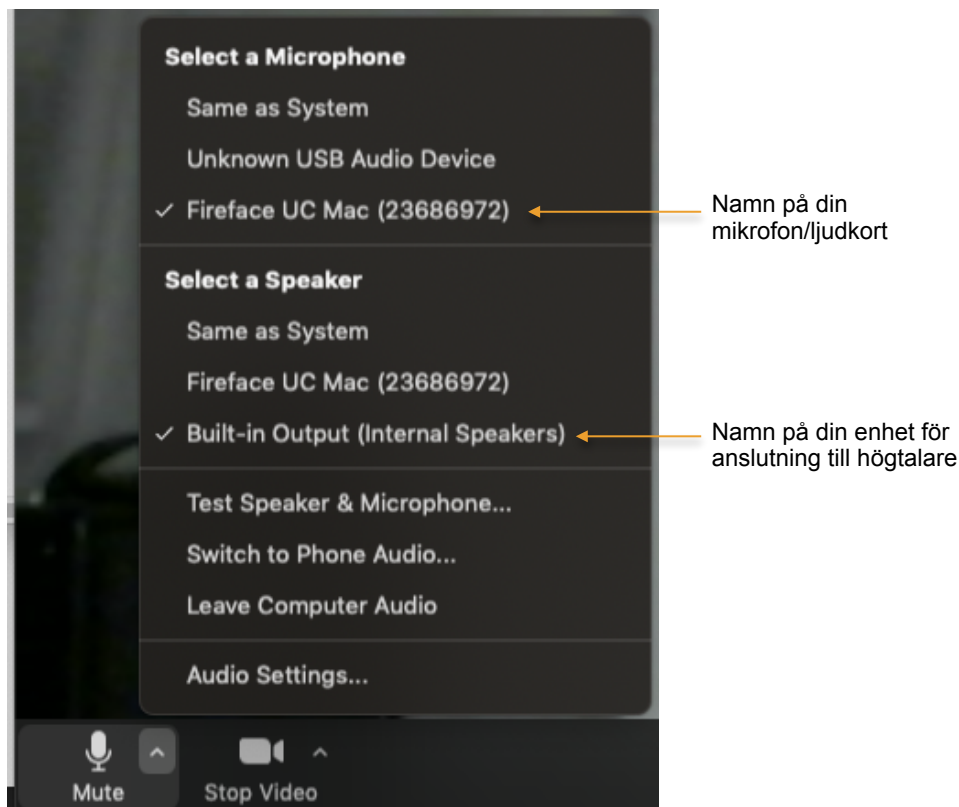 Select a Microphone
Same as System
Unknown USB Audio Device
✓ Fireface UC Mac (23686972)
Namn på din
mikrofon/ljudkort
Select a Speaker
Same as System
Fireface UC Mac (23686972)
✓ Built-in Output (Internal Speakers)
Namn på din enhet för
anslutning till högtalare
Test Speaker & Microphone...
Switch to Phone Audio...
Leave Computer Audio
Audio Settings...
Mute
Stop Video